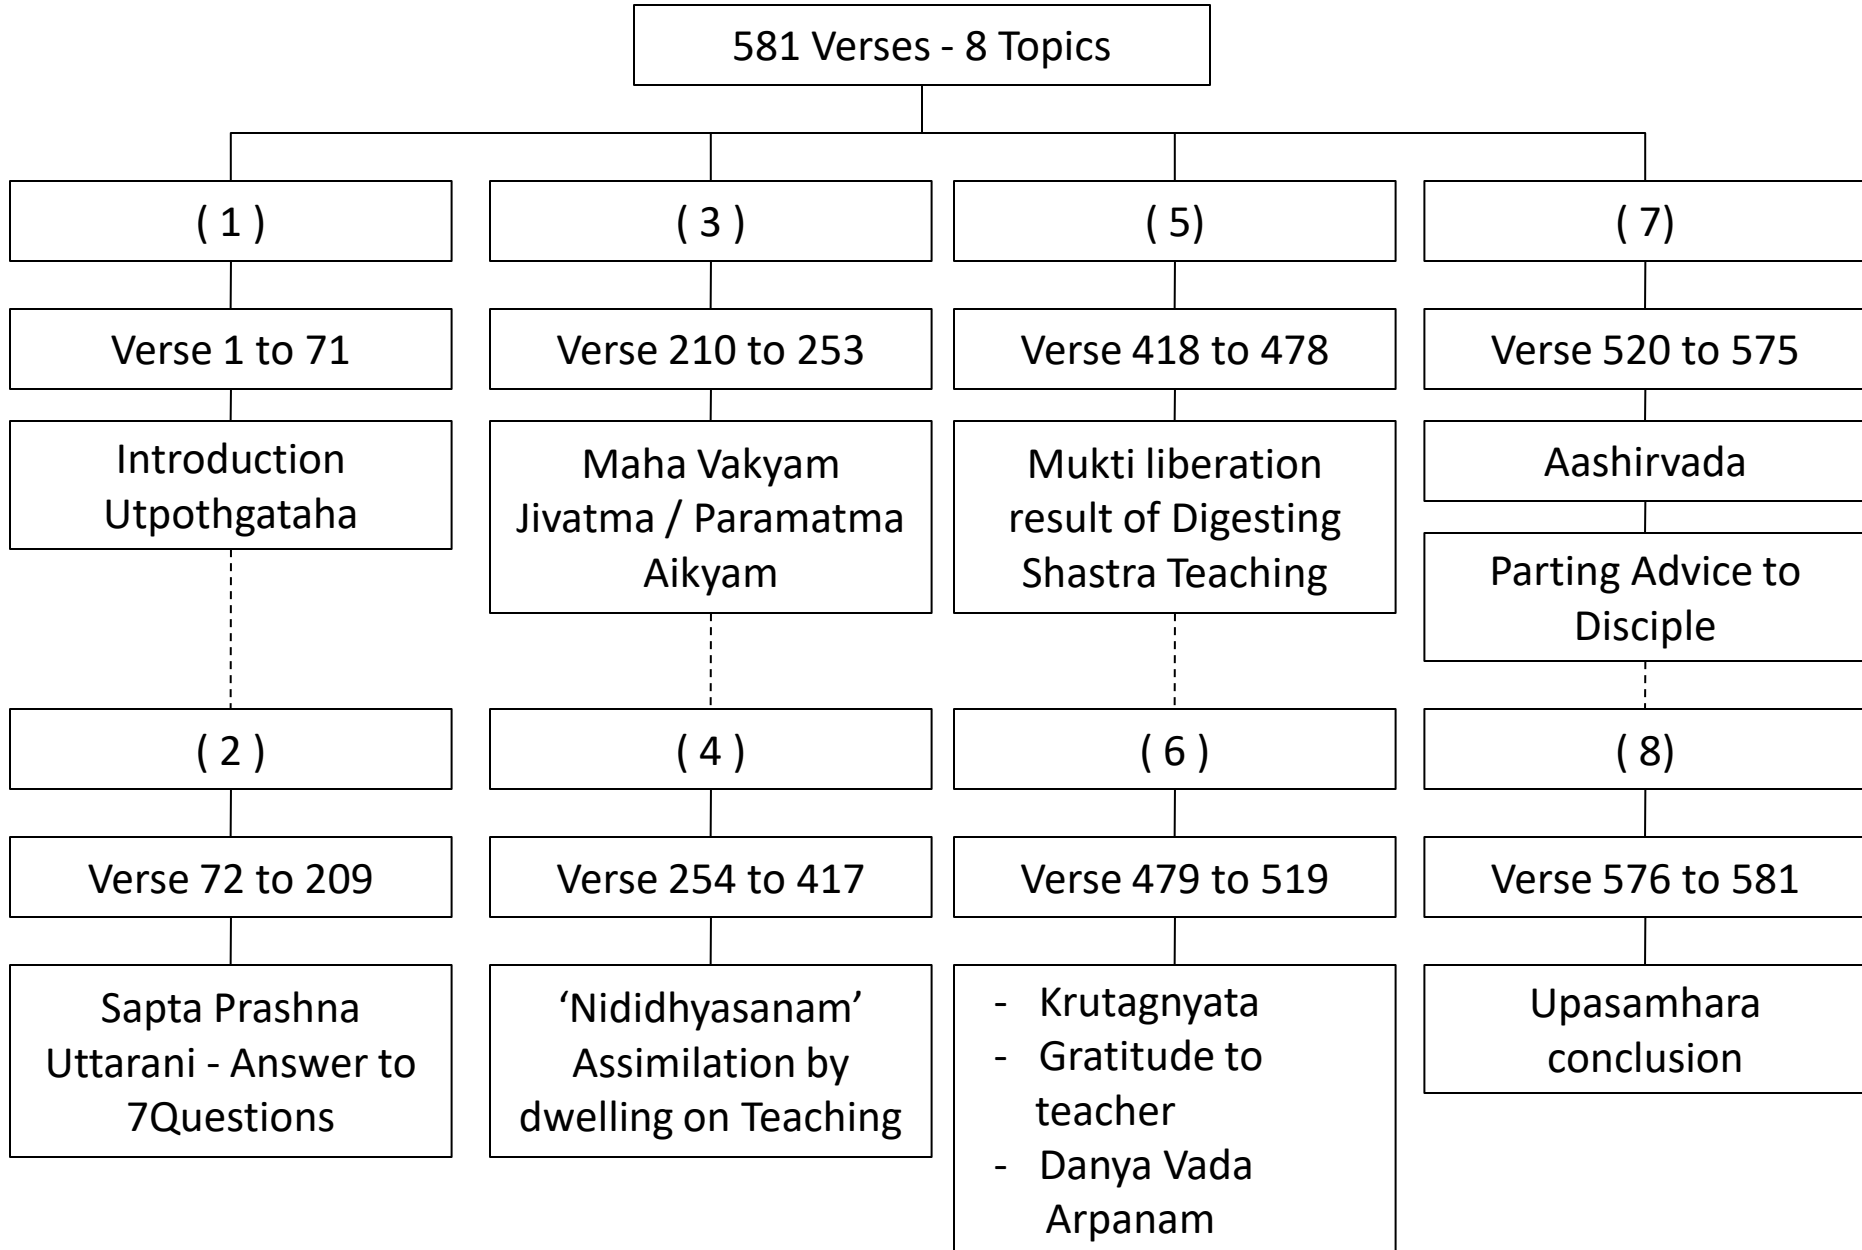 581 Verses - 8 Topics
( 1 )
Verse 1 to 71
Introduction
Utpothgataha
( 2 )
Verse 72 to 209
Sapta Prashna
Uttarani - Answer to
7Questions
( 3 )
Verse 210 to 253
Maha Vakyam
Jivatma / Paramatma
Aikyam
( 4 )
Verse 254 to 417
‘Nididhyasanam’
Assimilation by
dwelling on Teaching
( 5)
Verse 418 to 478
Mukti liberation
result of Digesting
Shastra Teaching
( 6 )
Verse 479 to 519
- Krutagnyata
- Gratitude to
teacher
- Danya Vada
Arpanam
( 7)
Verse 520 to 575
Aashirvada
Parting Advice to
Disciple
( 8)
Verse 576 to 581
Upasamhara
conclusion